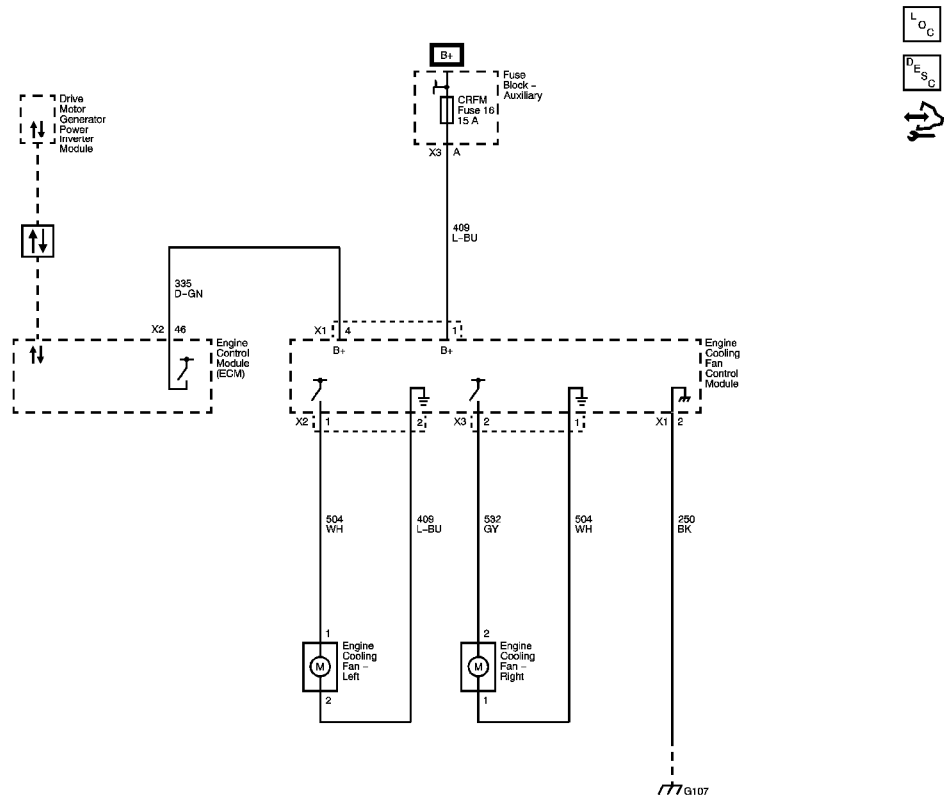 B+
L O C
D E S C
Fuse
Block –
Auxiliary
CRFM
Fuse 16
15 A
X3 A
Drive
Motor
Generator
Power
Inverter
Module
409
L–BU
335
D–GN
X2 46
X1 4 1
B+ B+
Engine
Control
Module
(ECM)
Engine
Cooling
Fan
Control
Module
X2 1 2 X3 2 1 X1 2
504
WH
409
L–BU
532
GY
504
WH
250
BK
1
M
2
Engine
Cooling
Fan –
Left
2
M
1
Engine
Cooling
Fan –
Right
G107